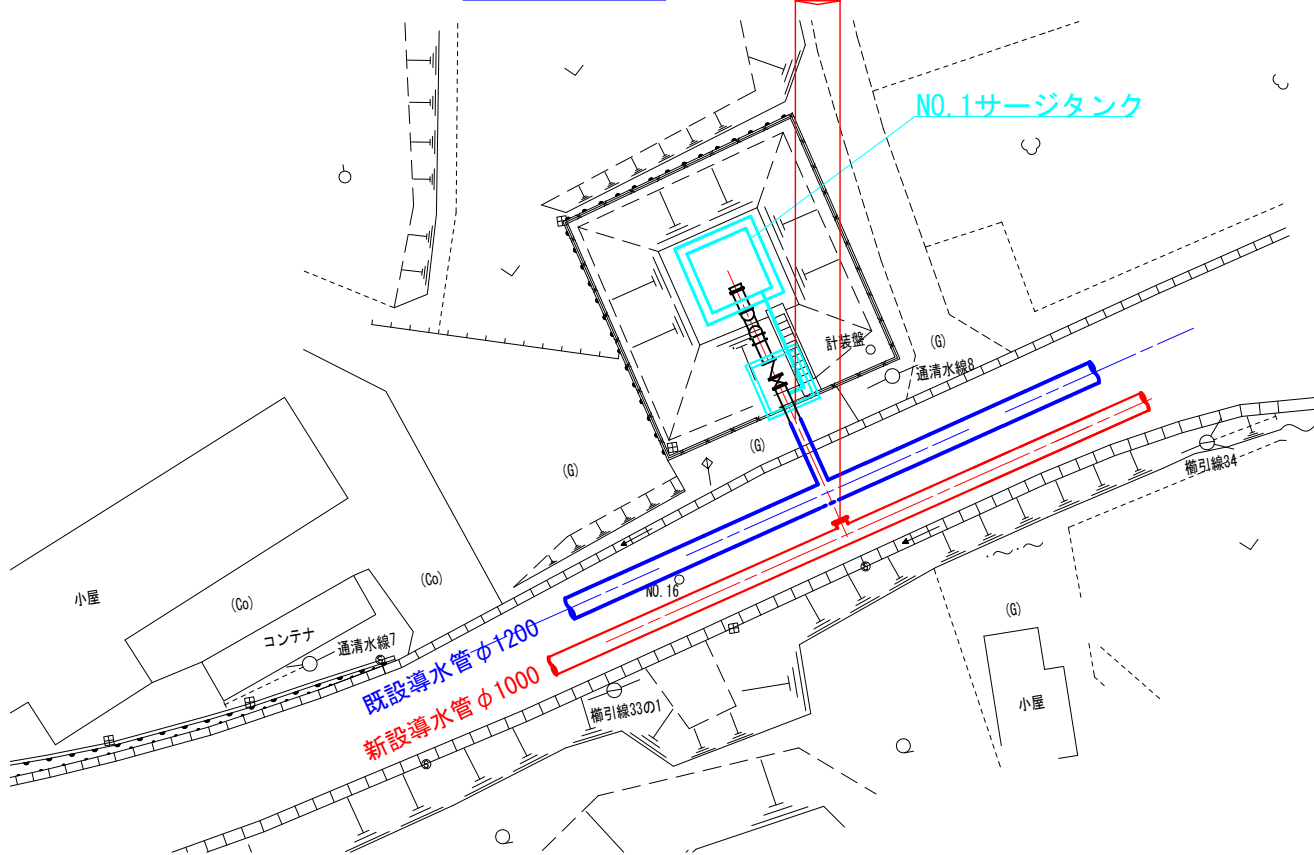 NO.1サージタンク
計装盤
(G)
通清水線8
(G)
(G)
櫛引線34
小屋
(Co)
(Co)
コンテナ
通清水線7
NO.16
既設導水管φ1200
新設導水管φ1000
櫛引線33の1
(G)
小屋